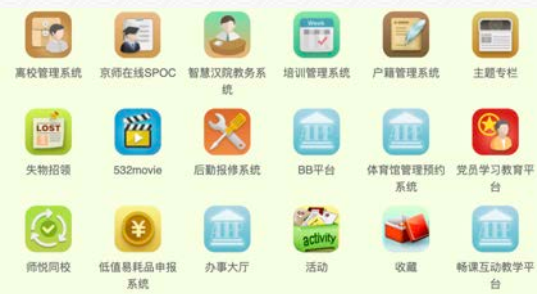 Week
离校管理系统 京师在线SPOC 智慧汉院教务系 培训管理系统 户籍管理系统 主题专栏
统
LOST
失物招领 532movie 后勤报修系统 BB平台 体育馆管理预约 党员学习教育平
系统 台
¥
activity
师悦同校 低值易耗品申报 办事大厅 活动 收藏 畅课互动教学平
系统 台